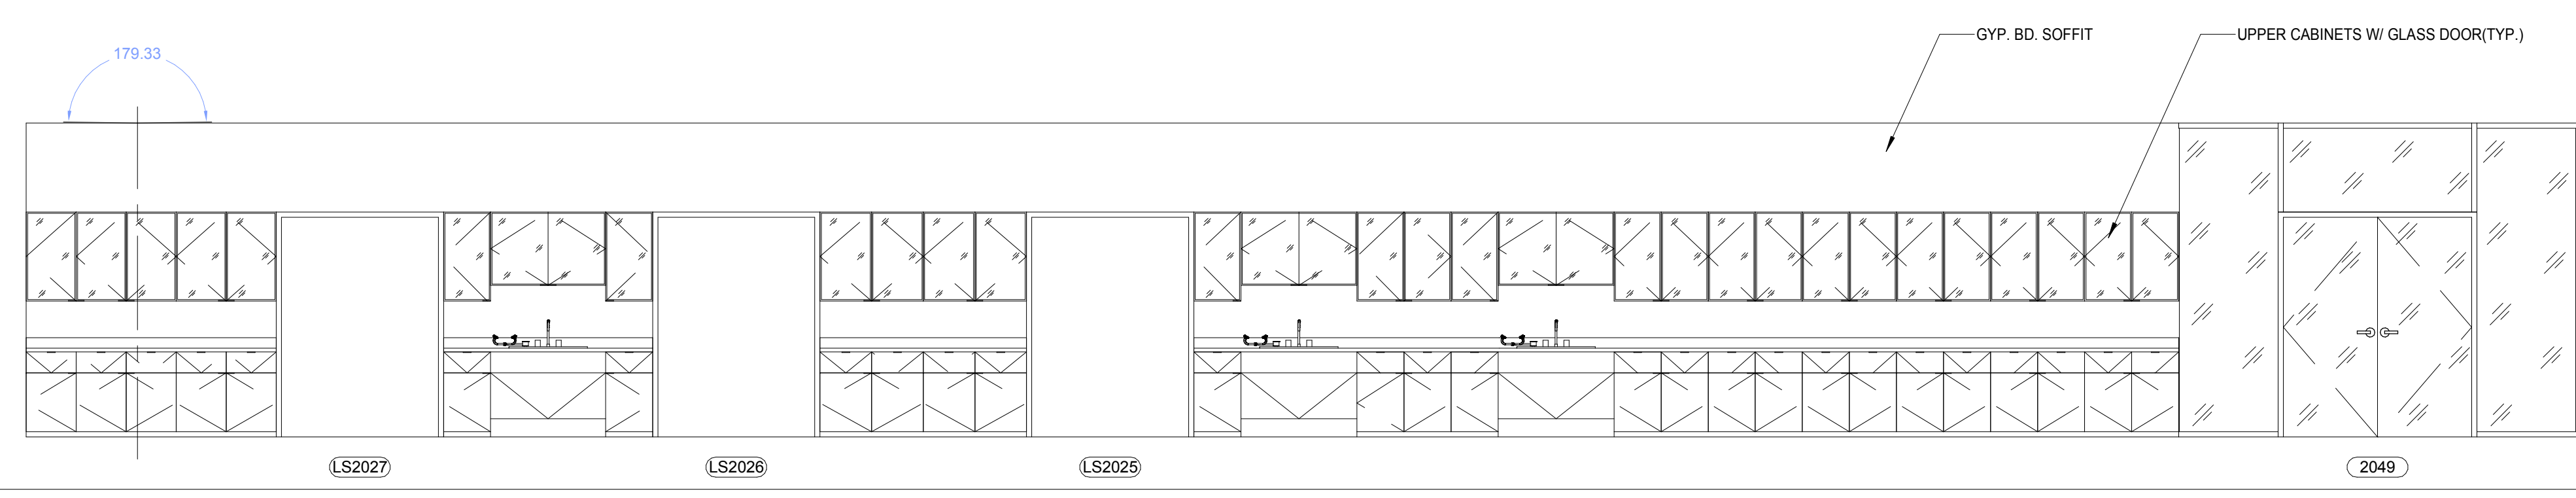 GYP. BD. SOFFIT
UPPER CABINETS W/ GLASS DOOR(TYP.)
179.33
LS2027
LS2026
LS2025
2049